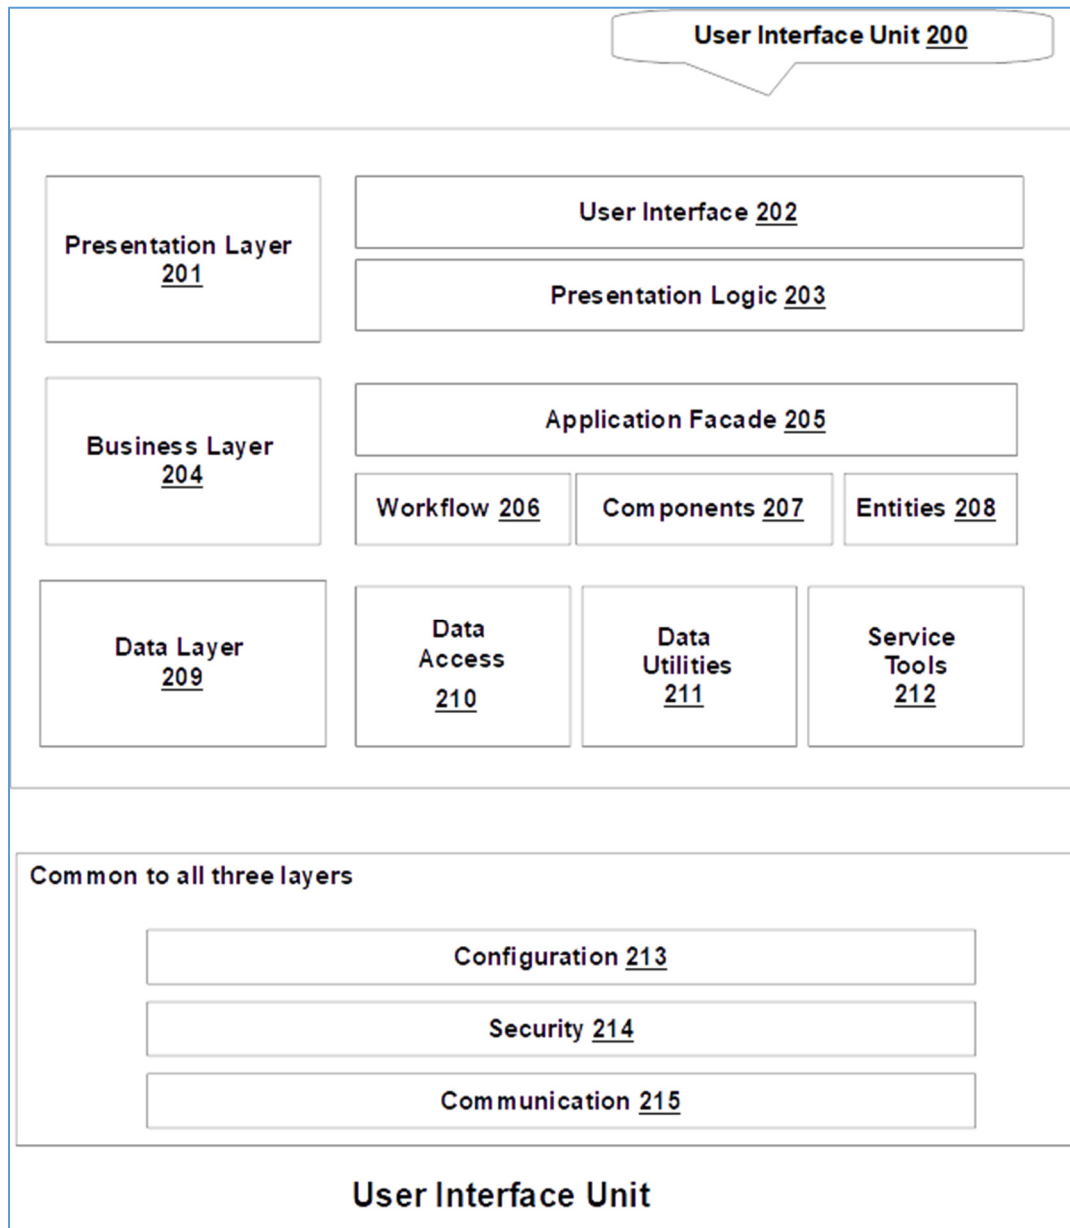 User Interface Unit 200
Presentation Layer
201
User Interface 202
Presentation Logic 203
Business Layer
204
Application Facade 205
Workflow 206
Components 207
Entities 208
Data Layer
209
Data
Access
210
Data
Utilities
211
Service
Tools
212
Common to all three layers
Configuration 213
Security 214
Communication 215
User Interface Unit